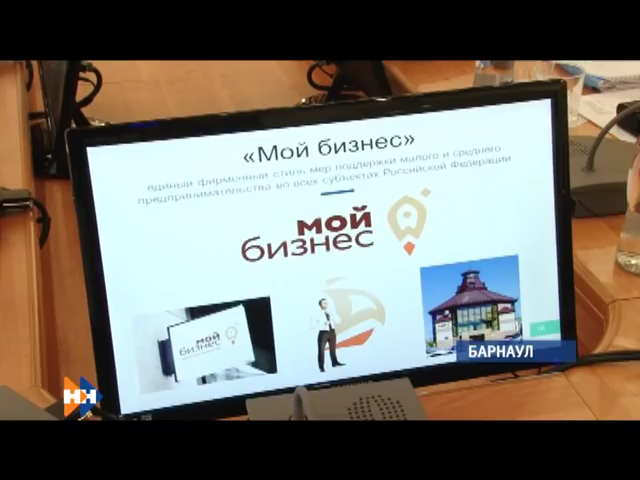 «Мой бизнес»
единый фирменный стиль мер поддержки малого и среднего
предпринимательства во всех субъектах Российской Федерации
мой
бизнес
мой
бизнес
БАРНАУЛ
НН